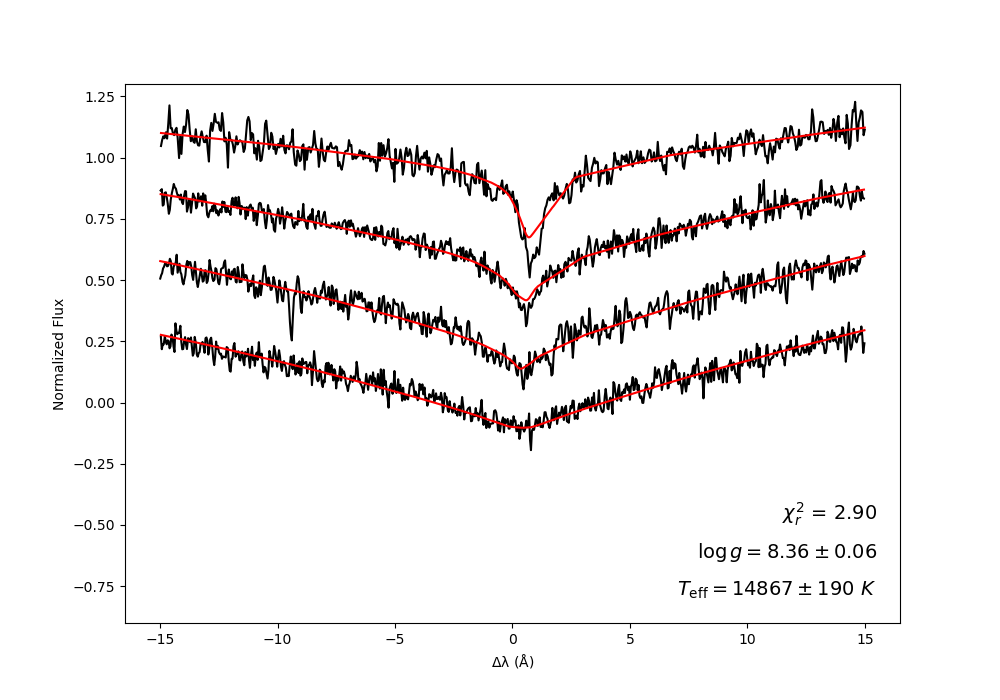 1.25
1.00
0.75
0.50
0.25
0.00
−0.25
−0.50
−0.75
Normalized Flux
χ²ᵣ = 2.90
log g = 8.36 ± 0.06
T_eff = 14867 ± 190 K
−15 −10 −5 0 5 10 15
Δλ (Å)